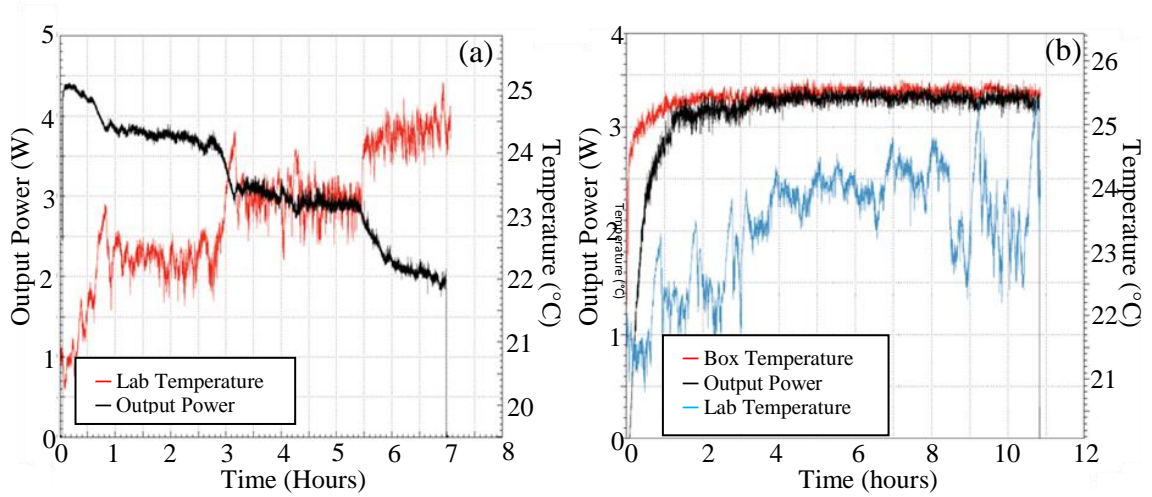 (a)
5
4
3
2
1
0
Output Power (W)
25
24
23
22
21
20
Temperature (°C)
Lab Temperature
Output Power
0 1 2 3 4 5 6 7 8
Time (Hours)
(b)
4
3
2
1
0
Output Power (W)
Temperature (°C)
26
25
24
23
22
21
Temperature (°C)
Box Temperature
Output Power
Lab Temperature
0 2 4 6 8 10 12
Time (hours)